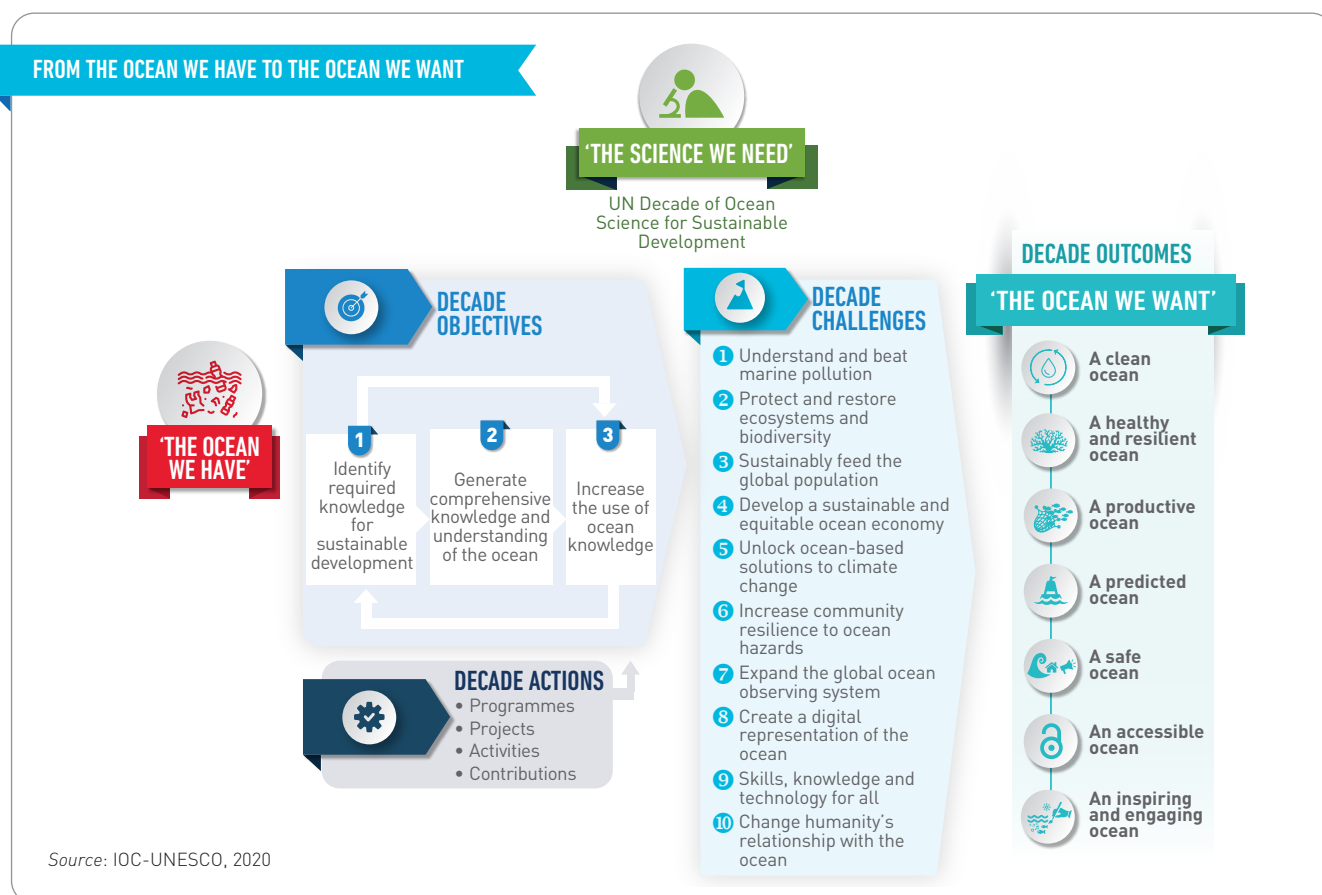 FROM THE OCEAN WE HAVE TO THE OCEAN WE WANT
‘THE SCIENCE WE NEED’
UN Decade of Ocean
Science for Sustainable
Development
‘THE OCEAN
WE HAVE’
DECADE
OBJECTIVES
1
Identify
required
knowledge
for
sustainable
development
2
Generate
comprehensive
knowledge and
understanding
of the ocean
3
Increase
the use of
ocean
knowledge
DECADE ACTIONS
• Programmes
• Projects
• Activities
• Contributions
DECADE
CHALLENGES
1 Understand and beat
marine pollution
2 Protect and restore
ecosystems and
biodiversity
3 Sustainably feed the
global population
4 Develop a sustainable and
equitable ocean economy
5 Unlock ocean-based
solutions to climate
change
6 Increase community
resilience to ocean
hazards
7 Expand the global ocean
observing system
8 Create a digital
representation of the
ocean
9 Skills, knowledge and
technology for all
10 Change humanity’s
relationship with the
ocean
DECADE OUTCOMES
‘THE OCEAN WE WANT’
A clean
ocean
A healthy
and resilient
ocean
A productive
ocean
A predicted
ocean
A safe
ocean
An accessible
ocean
An inspiring
and engaging
ocean
Source: IOC-UNESCO, 2020